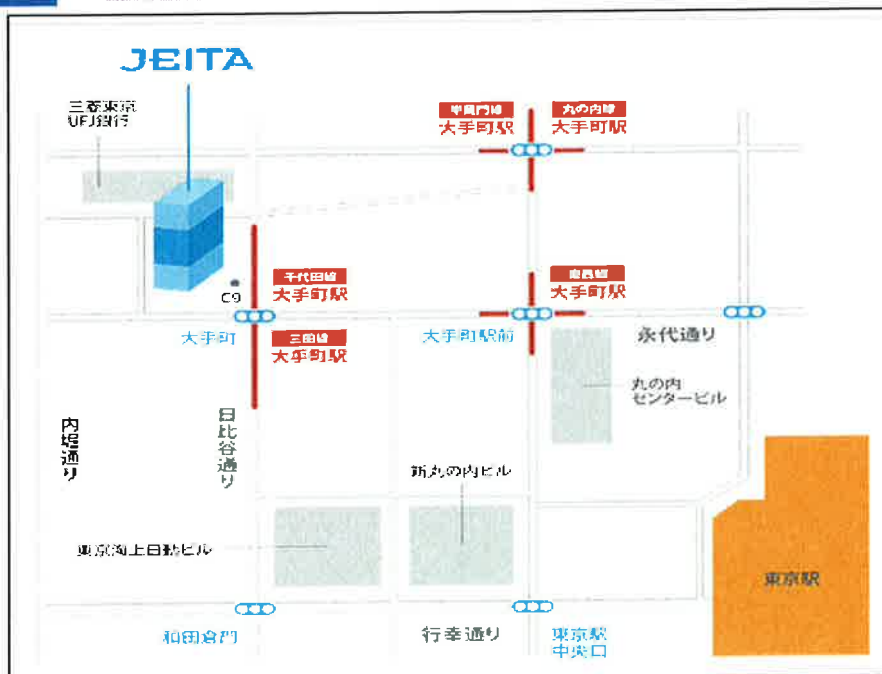 JEITA
三菱東京
UFJ銀行
半蔵門線
大手町駅
丸の内線
大手町駅
C9
千代田線
大手町駅
東西線
大手町駅
大手町
三田線
大手町駅
大手町駅前
永代通り
丸の内
センタービル
内堀通り
日比谷通り
新丸の内ビル
東京海上日動ビル
東京駅
和田倉門
行幸通り
東京駅
中央口